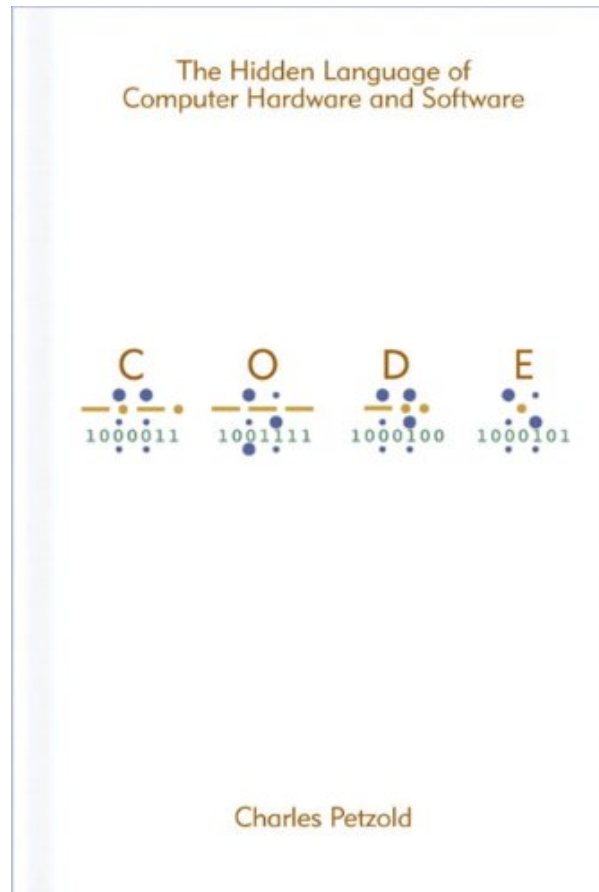 The Hidden Language of
Computer Hardware and Software
C O D E
1000011 1001111 1000100 1000101
Charles Petzold